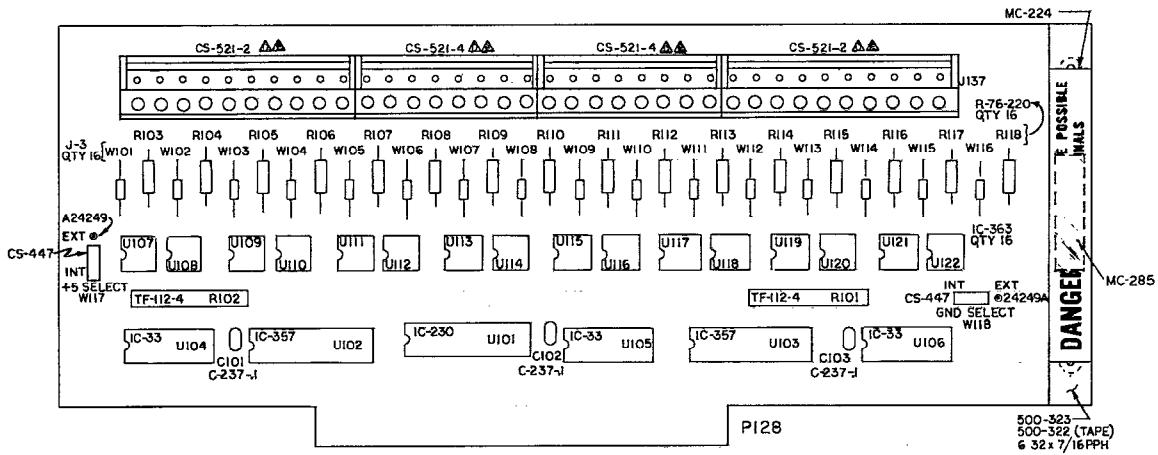 MC-224
CS-521-2
CS-521-4
CS-521-4
CS-521-2
J137
R-76-220
QTY 16
R103 R104 R105 R106 R107 R108 R109 R110 R111 R112 R113 R114 R115 R116 R117 R118
J-3
QTY 16
W101 W102 W103 W104 W105 W106 W107 W108 W109 W110 W111 W112 W113 W114 W115 W116
E POSSIBLE
NALS
A24249
EXT
CS-447
INT
+5 SELECT
W117
U107 U108 U109 U110 U111 U112 U113 U114 U115 U116 U117 U118 U119 U120 U121 U122
IC-363
QTY 16
MC-285
TF-112-4 R102
TF-112-4 R101
INT EXT
CS-447 24249A
GND SELECT
W118
DANGER
IC-33 U104
C101
C-237-1
IC-357 U102
IC-230 U101
C102
C-237-1
IC-33 U105
IC-357 U103
C103
C-237-1
IC-33 U106
P128
500-323
500-322 (TAPE)
6 32 x 7/16 PPH